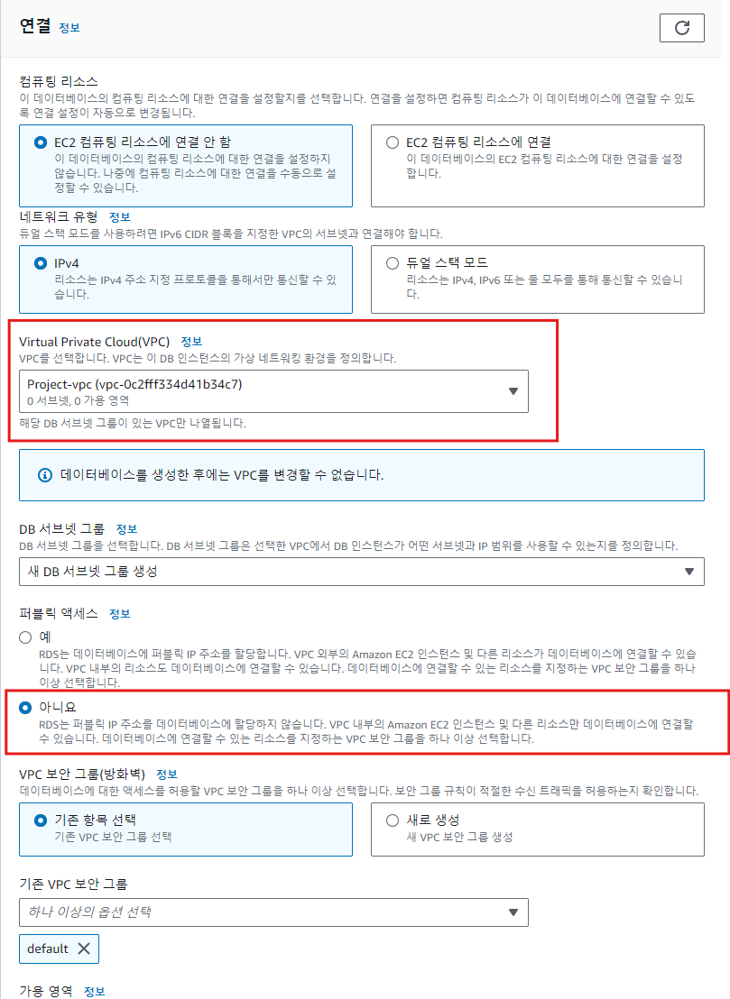 연결 정보
컴퓨팅 리소스
이 데이터베이스의 컴퓨팅 리소스에 대한 연결을 설정할지를 선택합니다. 연결을 설정하면 컴퓨팅 리소스가 이 데이터베이스에 연결할 수 있도
록 연결 설정이 자동으로 변경됩니다.
EC2 컴퓨팅 리소스에 연결 안 함
이 데이터베이스의 컴퓨팅 리소스에 대한 연결을 설정하지
않습니다. 나중에 컴퓨팅 리소스에 대한 연결을 수동으로 설
정할 수 있습니다.
EC2 컴퓨팅 리소스에 연결
이 데이터베이스의 EC2 컴퓨팅 리소스에 대한 연결을 설정
합니다.
네트워크 유형 정보
듀얼 스택 모드를 사용하려면 IPv6 CIDR 블록을 지정한 VPC의 서브넷과 연결해야 합니다.
IPv4
리소스는 IPv4 주소 지정 프로토콜을 통해서만 통신할 수 있
습니다.
듀얼 스택 모드
리소스는 IPv4, IPv6 또는 둘 모두를 통해 통신할 수 있습니
다.
Virtual Private Cloud(VPC) 정보
VPC를 선택합니다. VPC는 이 DB 인스턴스의 가상 네트워킹 환경을 정의합니다.
Project-vpc (vpc-0c2fff334d41b34c7)
0 서브넷, 0 가용 영역
해당 DB 서브넷 그룹이 있는 VPC만 나열됩니다.
데이터베이스를 생성한 후에는 VPC를 변경할 수 없습니다.
DB 서브넷 그룹 정보
DB 서브넷 그룹을 선택합니다. DB 서브넷 그룹은 선택한 VPC에서 DB 인스턴스가 어떤 서브넷과 IP 범위를 사용할 수 있는지를 정의합니다.
새 DB 서브넷 그룹 생성
퍼블릭 액세스 정보
예
RDS는 데이터베이스에 퍼블릭 IP 주소를 할당합니다. VPC 외부의 Amazon EC2 인스턴스 및 다른 리소스가 데이터베이스에 연결할 수 있습
니다. VPC 내부의 리소스도 데이터베이스에 연결할 수 있습니다. 데이터베이스에 연결할 수 있는 리소스를 지정하는 VPC 보안 그룹을 하나
이상 선택합니다.
아니요
RDS는 퍼블릭 IP 주소를 데이터베이스에 할당하지 않습니다. VPC 내부의 Amazon EC2 인스턴스 및 다른 리소스만 데이터베이스에 연결할
수 있습니다. 데이터베이스에 연결할 수 있는 리소스를 지정하는 VPC 보안 그룹을 하나 이상 선택합니다.
VPC 보안 그룹(방화벽) 정보
데이터베이스에 대한 액세스를 허용할 VPC 보안 그룹을 하나 이상 선택합니다. 보안 그룹 규칙이 적절한 수신 트래픽을 허용하는지 확인합니다.
기존 항목 선택
기존 VPC 보안 그룹 선택
새로 생성
새 VPC 보안 그룹 생성
기존 VPC 보안 그룹
하나 이상의 옵션 선택
default
가용 영역 정보